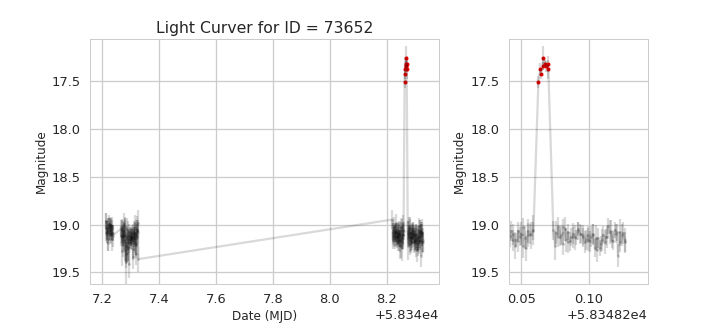 Light Curver for ID = 73652
Magnitude
17.5
18.0
18.5
19.0
19.5
7.2 7.4 7.6 7.8 8.0 8.2
Date (MJD)
+5.834e4
Magnitude
17.5
18.0
18.5
19.0
19.5
0.05 0.10
+5.83482e4